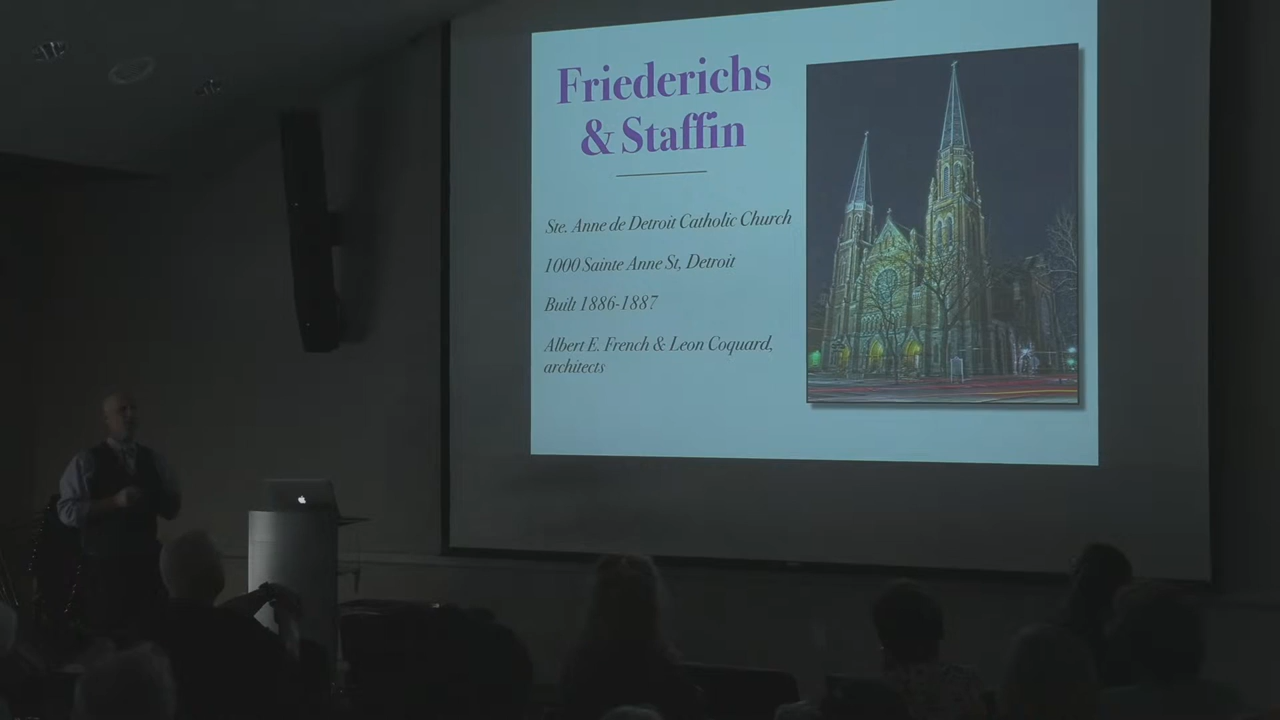 Friederichs
& Staffin
Ste. Anne de Detroit Catholic Church
1000 Sainte Anne St, Detroit
Built 1886-1887
Albert E. French & Leon Coquard,
architects